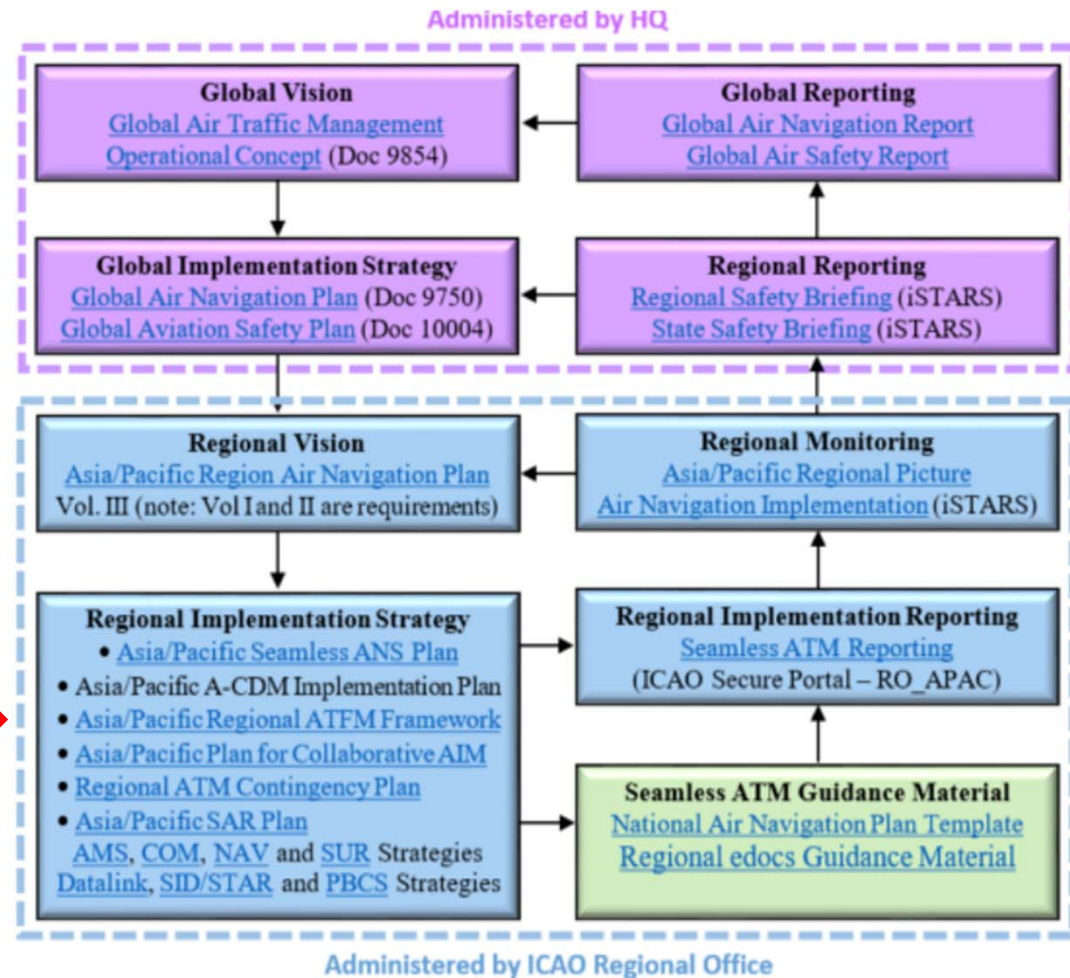 Administered by HQ
Global Vision
Global Air Traffic Management
Operational Concept (Doc 9854)
Global Reporting
Global Air Navigation Report
Global Air Safety Report
Global Implementation Strategy
Global Air Navigation Plan (Doc 9750)
Global Aviation Safety Plan (Doc 10004)
Regional Reporting
Regional Safety Briefing (iSTARS)
State Safety Briefing (iSTARS)
Regional Vision
Asia/Pacific Region Air Navigation Plan
Vol. III (note: Vol I and II are requirements)
Regional Monitoring
Asia/Pacific Regional Picture
Air Navigation Implementation (iSTARS)
Regional Implementation Strategy
• Asia/Pacific Seamless ANS Plan
• Asia/Pacific A-CDM Implementation Plan
• Asia/Pacific Regional ATFM Framework
• Asia/Pacific Plan for Collaborative AIM
• Regional ATM Contingency Plan
• Asia/Pacific SAR Plan
AMS, COM, NAV and SUR Strategies
Datalink, SID/STAR and PBCS Strategies
Regional Implementation Reporting
Seamless ATM Reporting
(ICAO Secure Portal – RO_APAC)
Seamless ATM Guidance Material
National Air Navigation Plan Template
Regional edocs Guidance Material
Administered by ICAO Regional Office